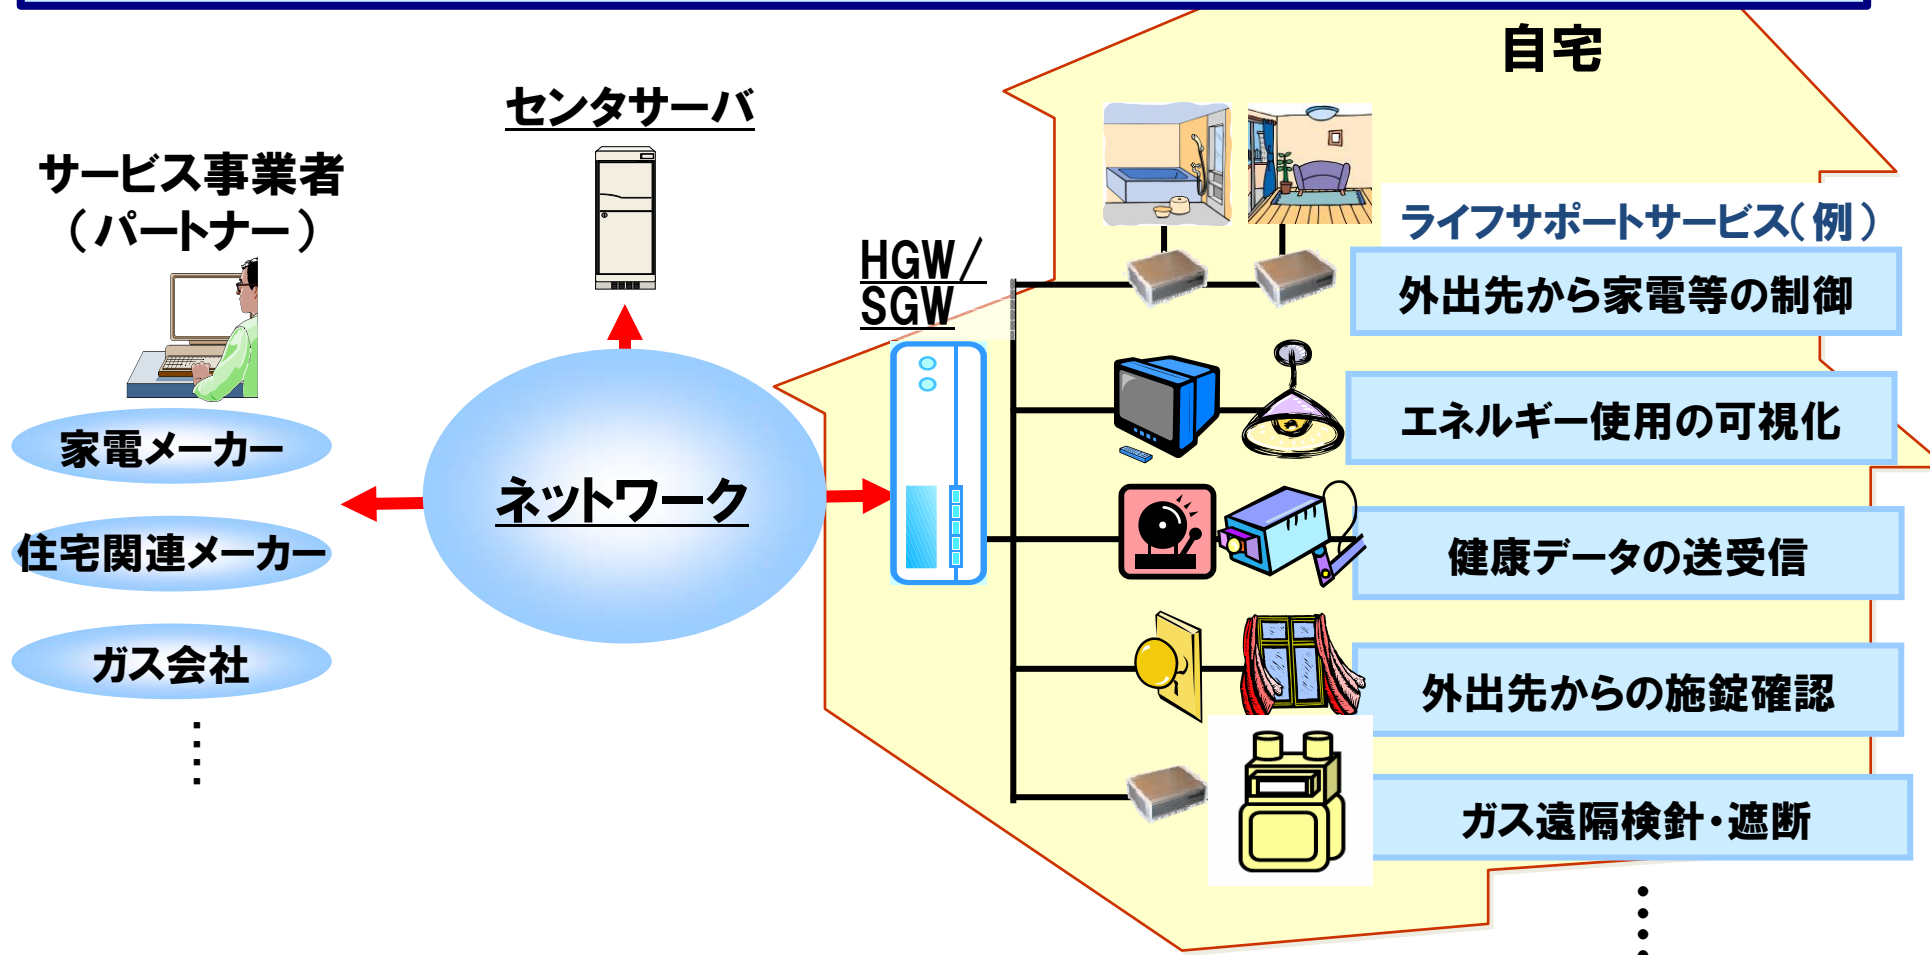 自宅
センタサーバ
サービス事業者
（パートナー）
HGW/
SGW
ライフサポートサービス（例）
外出先から家電等の制御
エネルギー使用の可視化
家電メーカー
ネットワーク
住宅関連メーカー
健康データの送受信
ガス会社
外出先からの施錠確認
ガス遠隔検針・遮断